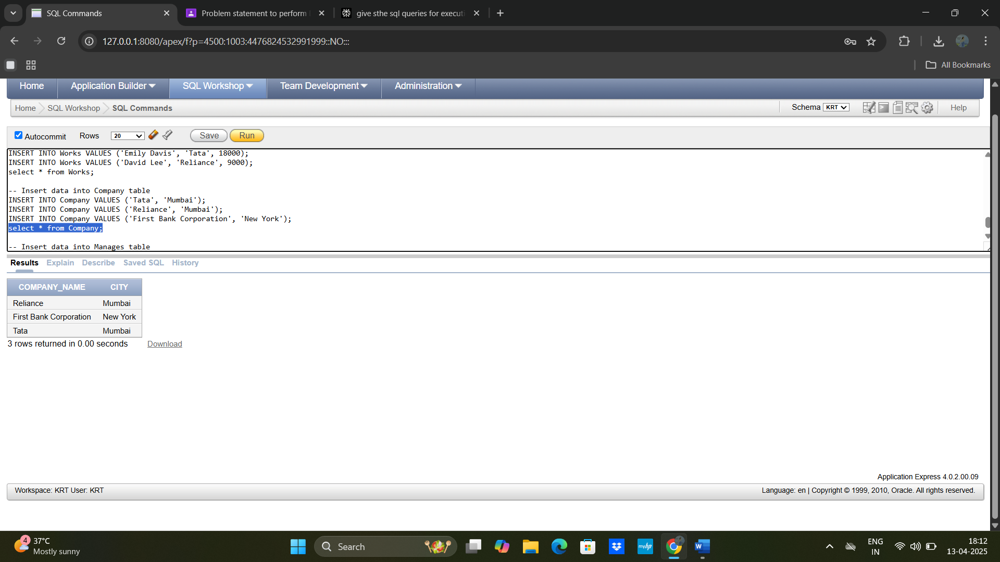 SQL Commands
Problem statement to perform
give sthe sql queries for executi
127.0.0.1:8080/apex/f?p=4500:1003:4476824532991999::NO:::
All Bookmarks
Home Application Builder SQL Workshop Team Development Administration
Home SQL Workshop SQL Commands Schema KRT Help
Autocommit Rows 20 Save Run
INSERT INTO Works VALUES ('Emily Davis', 'Tata', 18000);
INSERT INTO Works VALUES ('David Lee', 'Reliance', 9000);
select * from Works;
-- Insert data into Company table
INSERT INTO Company VALUES ('Tata', 'Mumbai');
INSERT INTO Company VALUES ('Reliance', 'Mumbai');
INSERT INTO Company VALUES ('First Bank Corporation', 'New York');
select * from Company;
-- Insert data into Manages table
Results Explain Describe Saved SQL History
COMPANY_NAME CITY
Reliance Mumbai
First Bank Corporation New York
Tata Mumbai
3 rows returned in 0.00 seconds Download
Application Express 4.0.2.00.09
Workspace: KRT User: KRT Language: en | Copyright © 1999, 2010, Oracle. All rights reserved.
4 37°C
Mostly sunny
Search
myhp
W
ENG
IN
18:12
13-04-2025